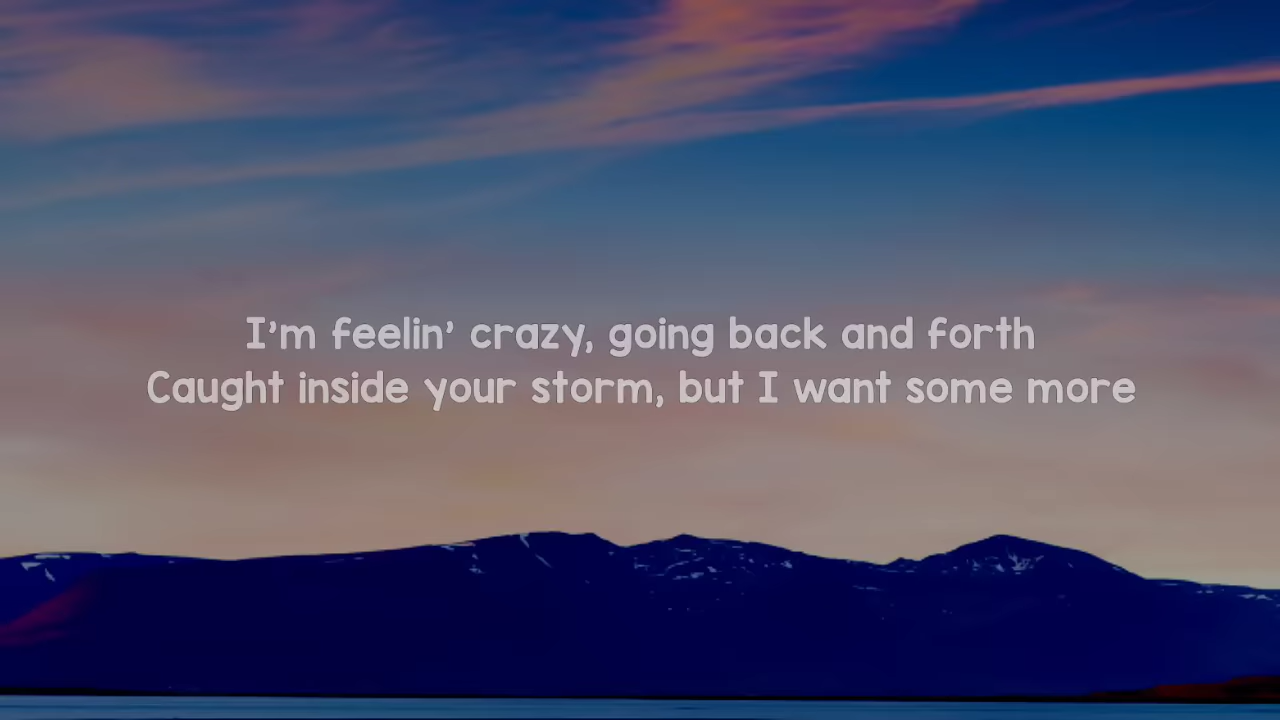 I'm feelin' crazy, going back and forth
Caught inside your storm, but I want some more